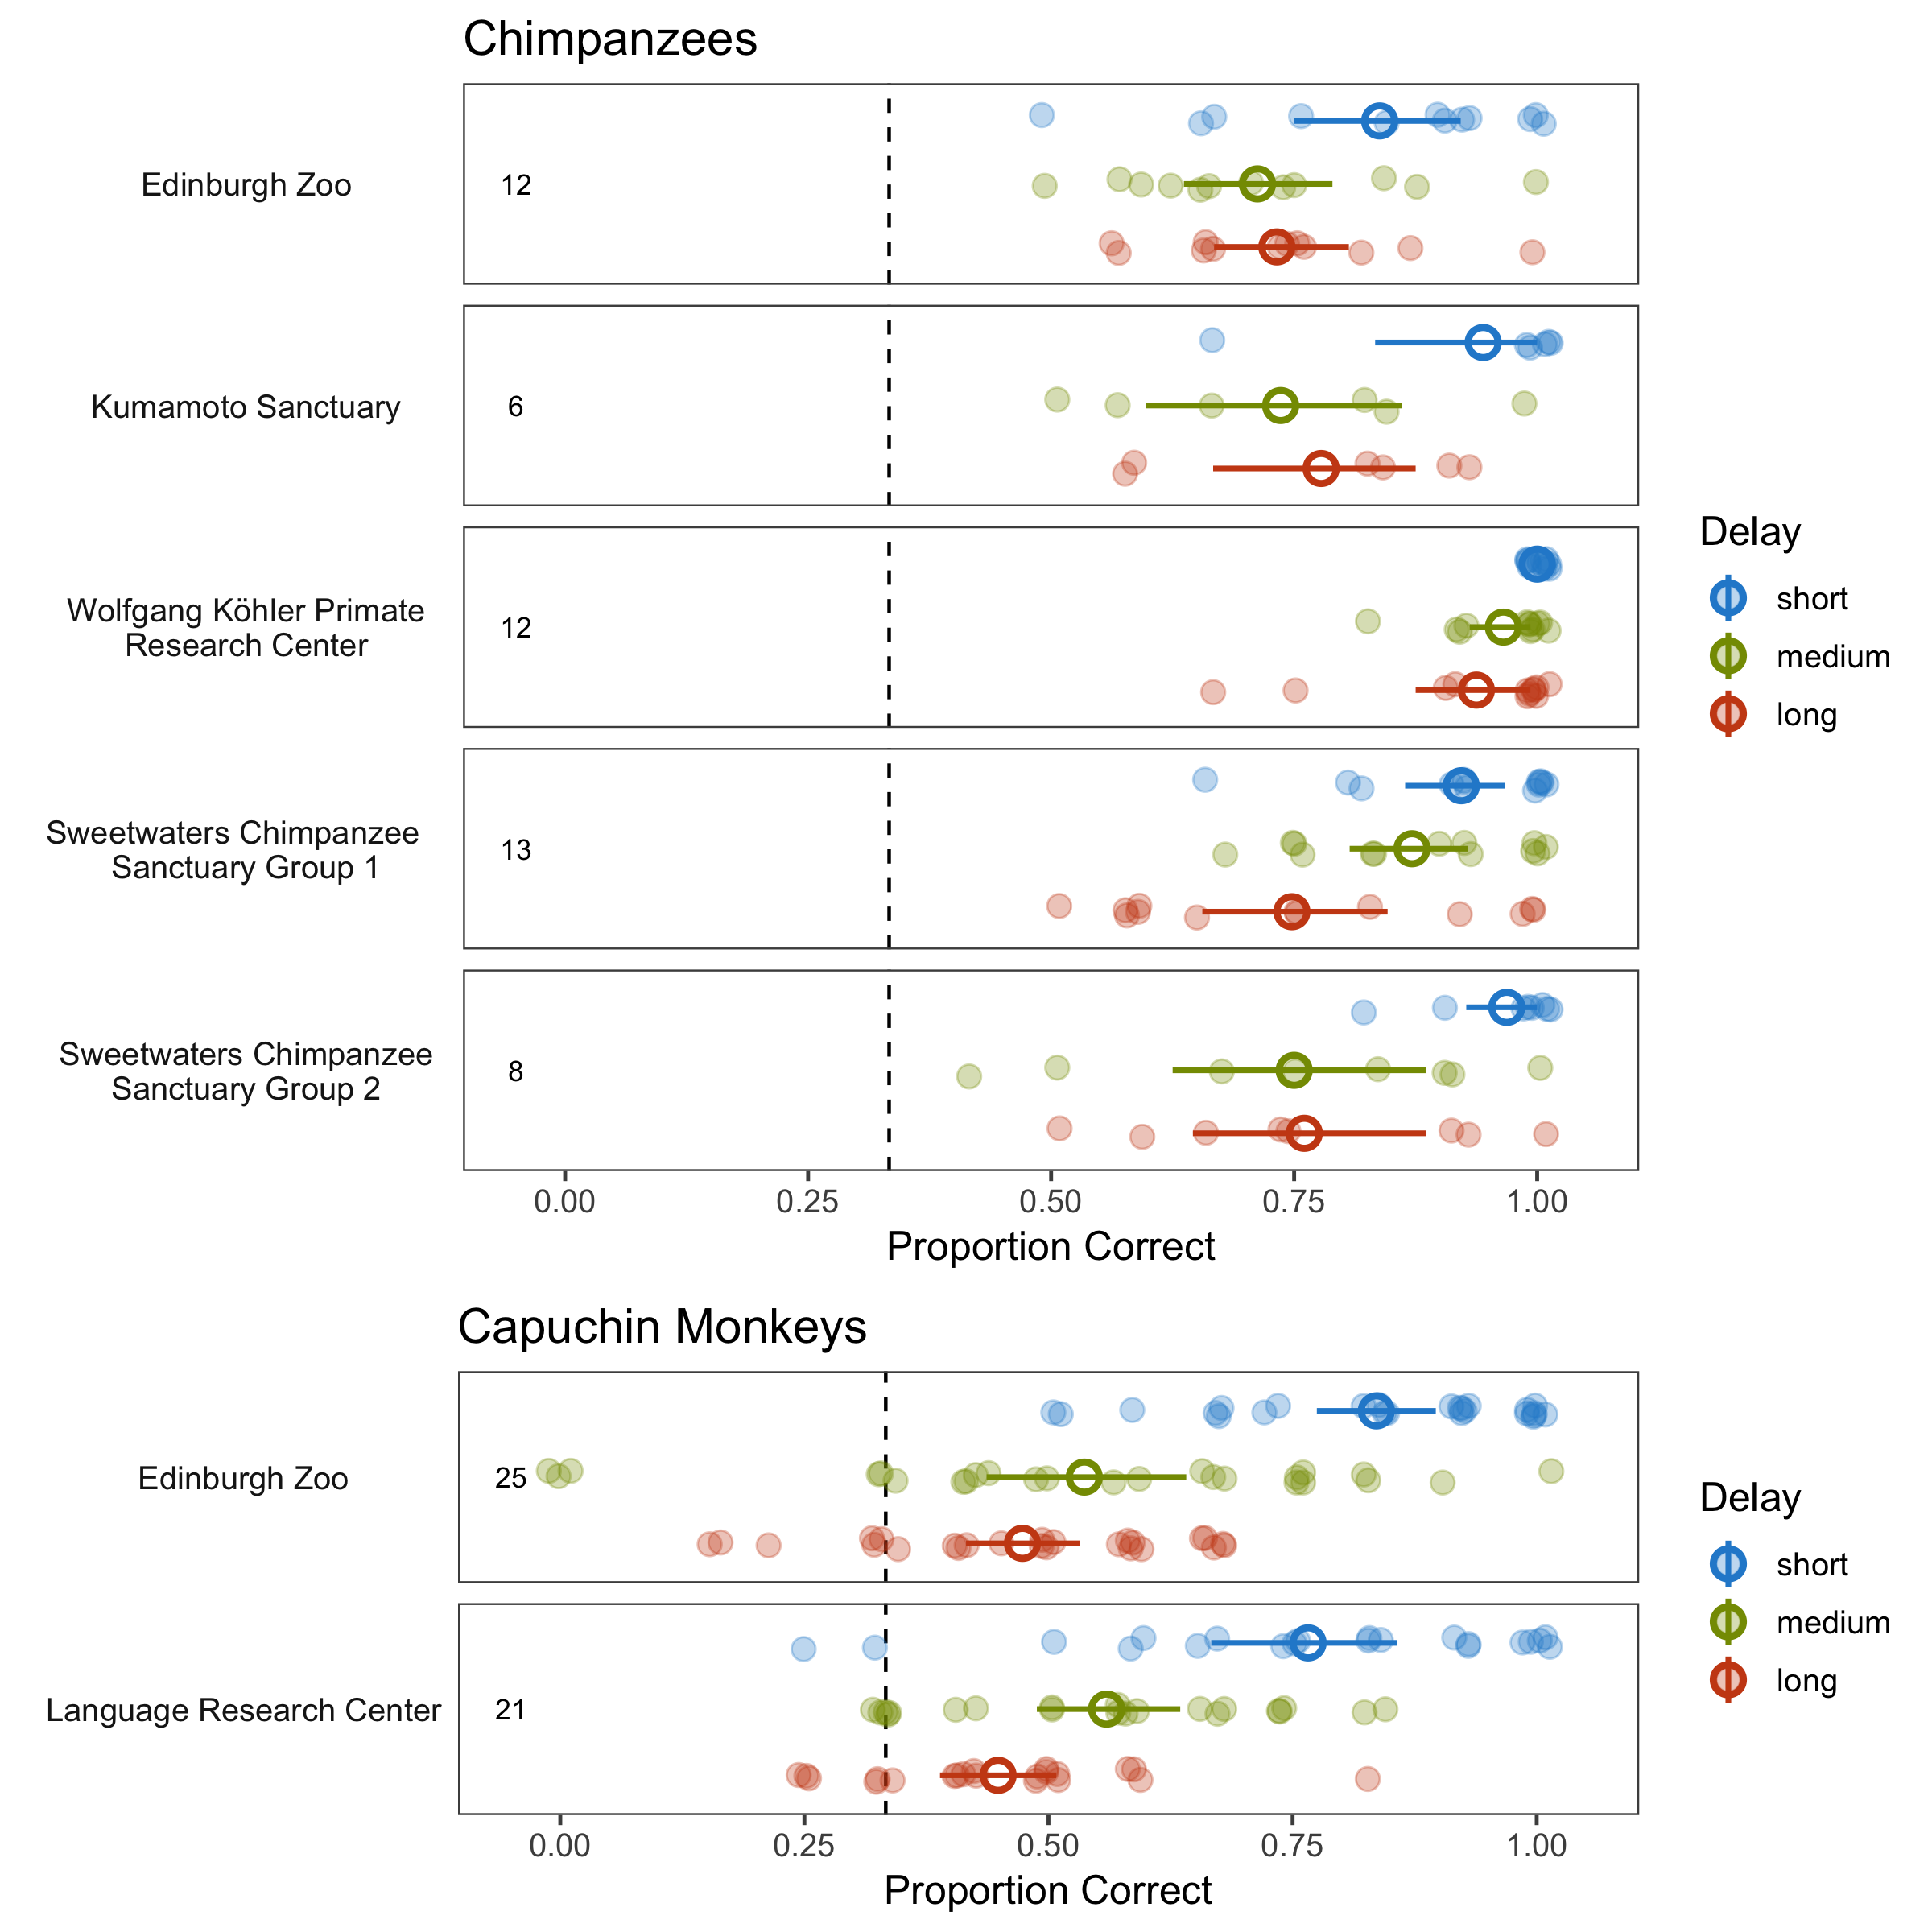 Chimpanzees
Edinburgh Zoo
12
Kumamoto Sanctuary
6
Wolfgang Köhler Primate
Research Center
12
Sweetwaters Chimpanzee
Sanctuary Group 1
13
Sweetwaters Chimpanzee
Sanctuary Group 2
8
0.00 0.25 0.50 0.75 1.00
Proportion Correct
Delay
short
medium
long
Capuchin Monkeys
Edinburgh Zoo
25
Language Research Center
21
0.00 0.25 0.50 0.75 1.00
Proportion Correct
Delay
short
medium
long